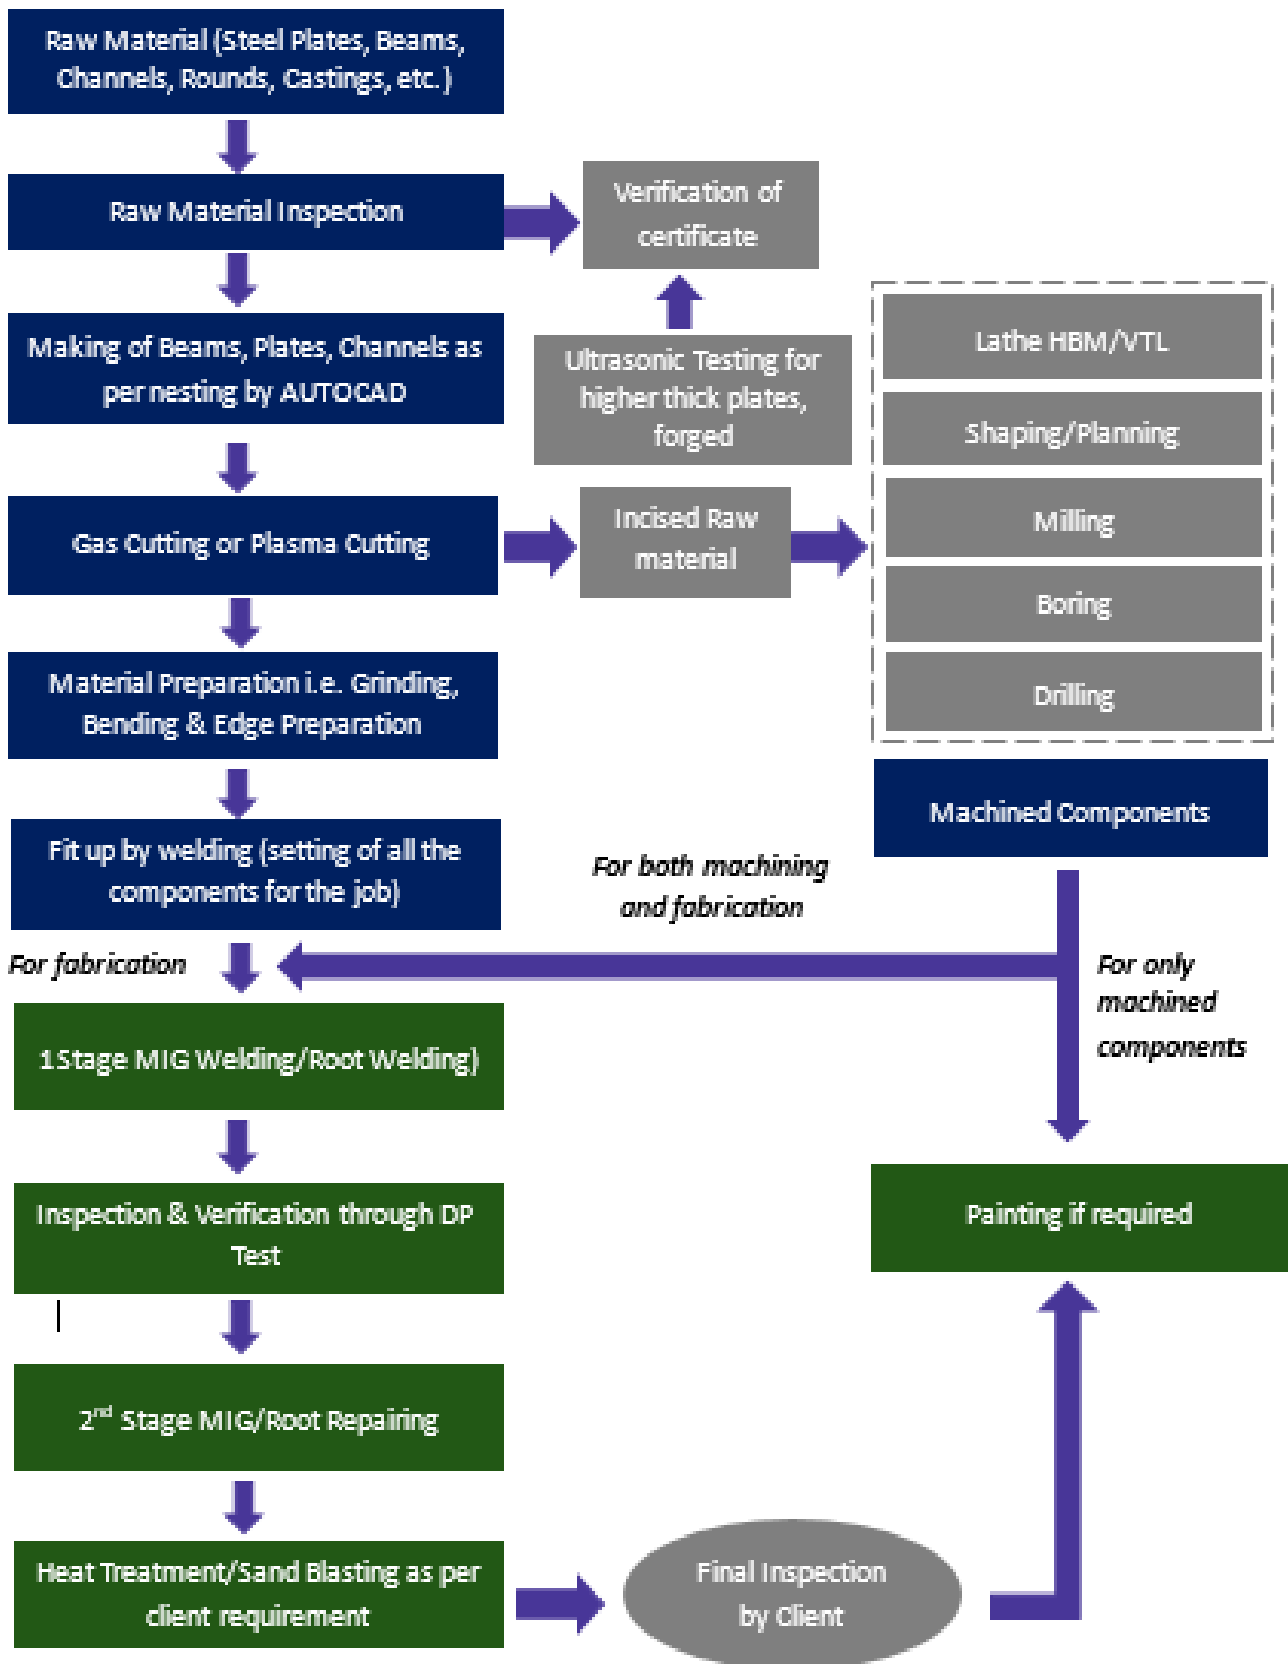 Raw Material (Steel Plates, Beams,
Channels, Rounds, Castings, etc.)
Raw Material Inspection
Verification of
certificate
Making of Beams, Plates, Channels as
per nesting by AUTOCAD
Ultrasonic Testing for
higher thick plates,
forged
Lathe HBM/VTL
Shaping/Planning
Milling
Boring
Drilling
Gas Cutting or Plasma Cutting
Incised Raw
material
Material Preparation i.e. Grinding,
Bending & Edge Preparation
Machined Components
Fit up by welding (setting of all the
components for the job)
For both machining
and fabrication
For fabrication
For only
machined
components
1Stage MIG Welding/Root Welding)
Inspection & Verification through DP
Test
Painting if required
2nd Stage MIG/Root Repairing
Heat Treatment/Sand Blasting as per
client requirement
Final Inspection
by Client